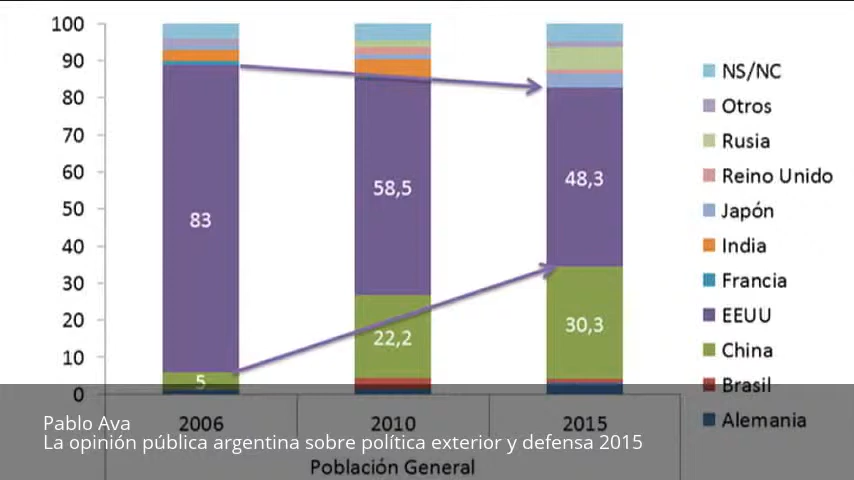 100
90
80
70
60
50
40
30
20
10
0
83
5
58,5
22,2
48,3
30,3
NS/NC
Otros
Rusia
Reino Unido
Japón
India
Francia
EEUU
China
Brasil
Alemania
2006 2010 2015
Población General
Pablo Ava
La opinión pública argentina sobre política exterior y defensa 2015